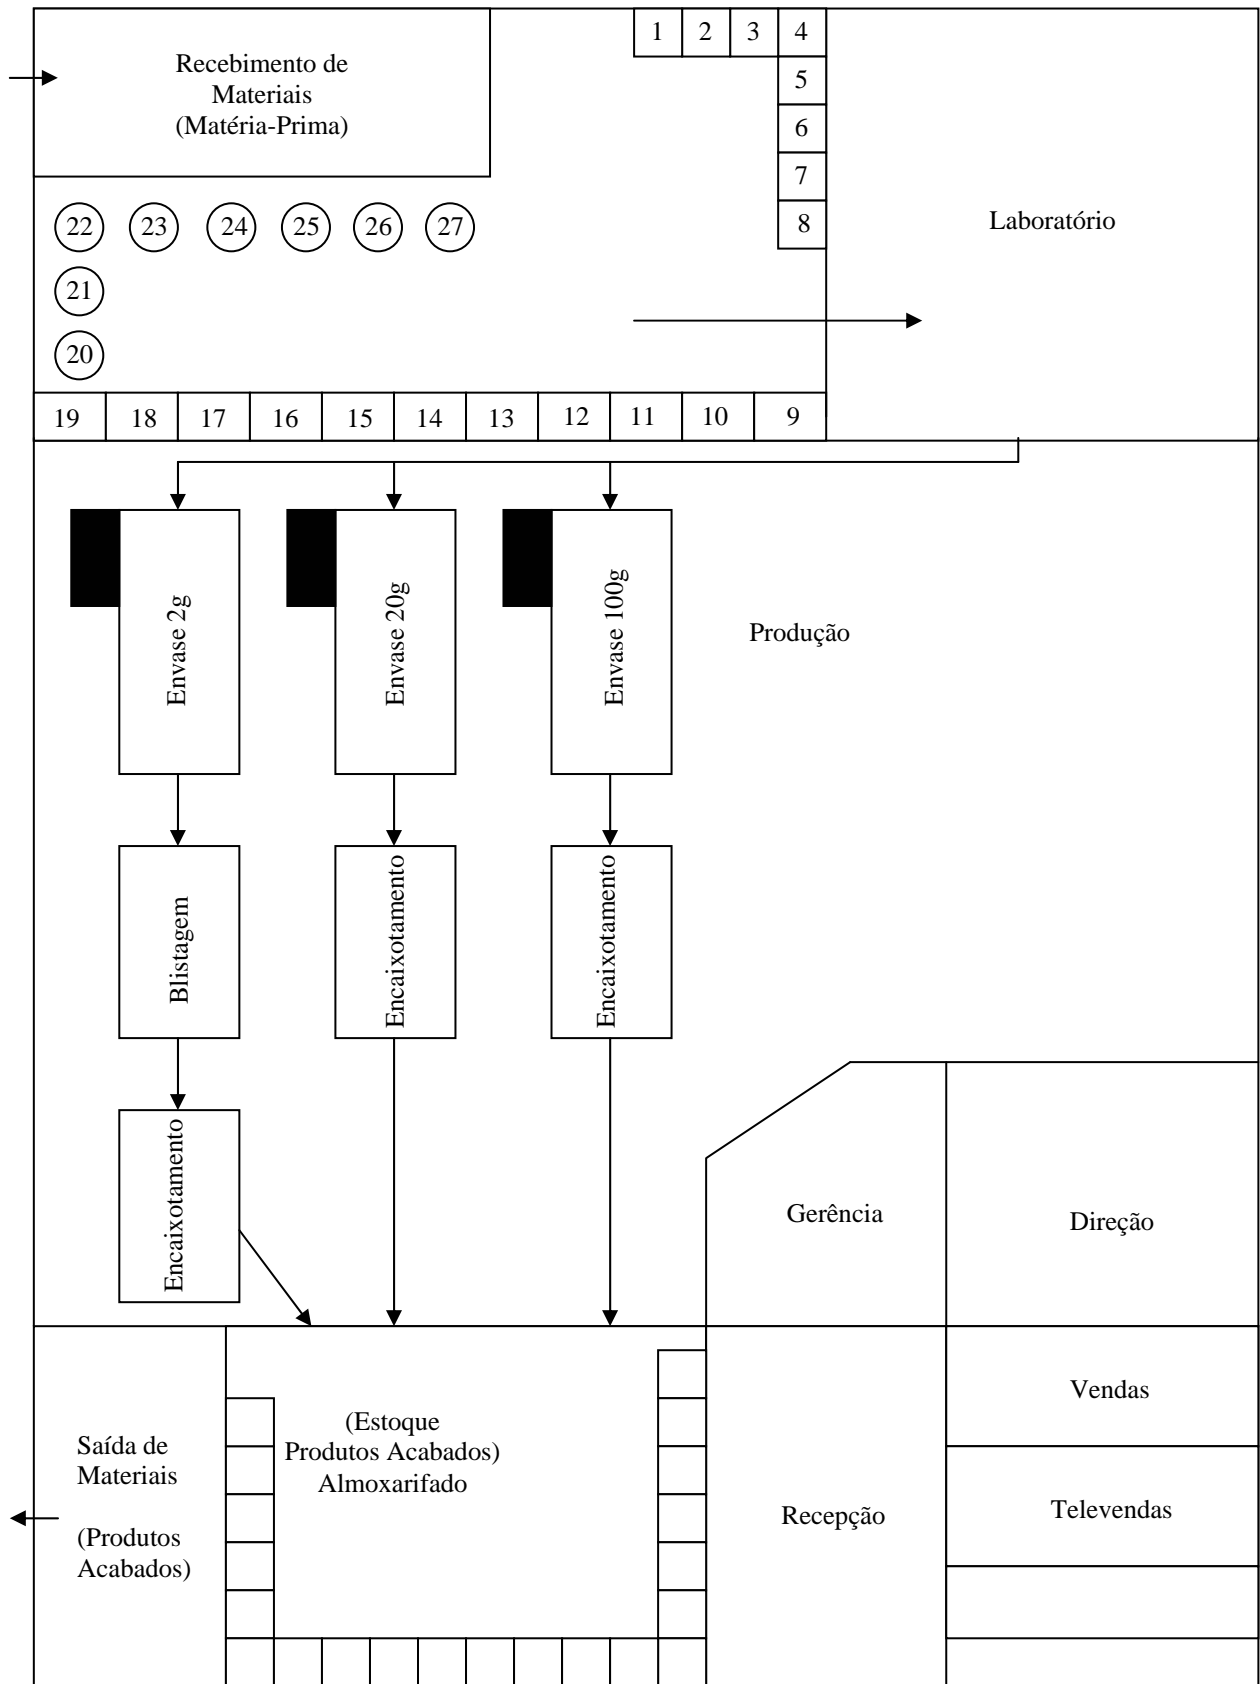 1 2 3 4
Recebimento de
Materiais
(Matéria-Prima)
5
6
7
8
22 23 24 25 26 27
Laboratório
21
20
19 18 17 16 15 14 13 12 11 10 9
Envase 2g
Envase 20g
Envase 100g
Produção
Blistagem
Encaixotamento
Encaixotamento
Encaixotamento
Gerência
Direção
Vendas
(Estoque
Produtos Acabados)
Almoxarifado
Saída de
Materiais
(Produtos
Acabados)
Recepção
Televendas